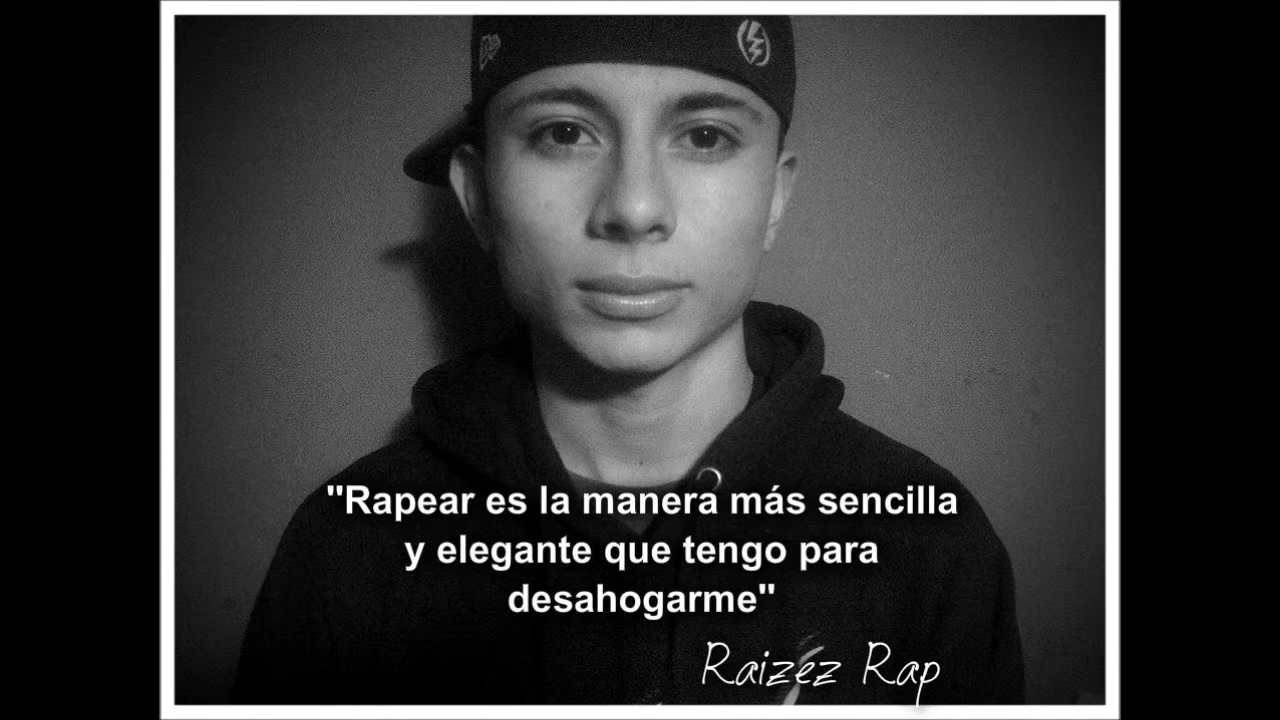 "Rapear es la manera más sencilla
y elegante que tengo para
desahogarme"
Raizez Rap